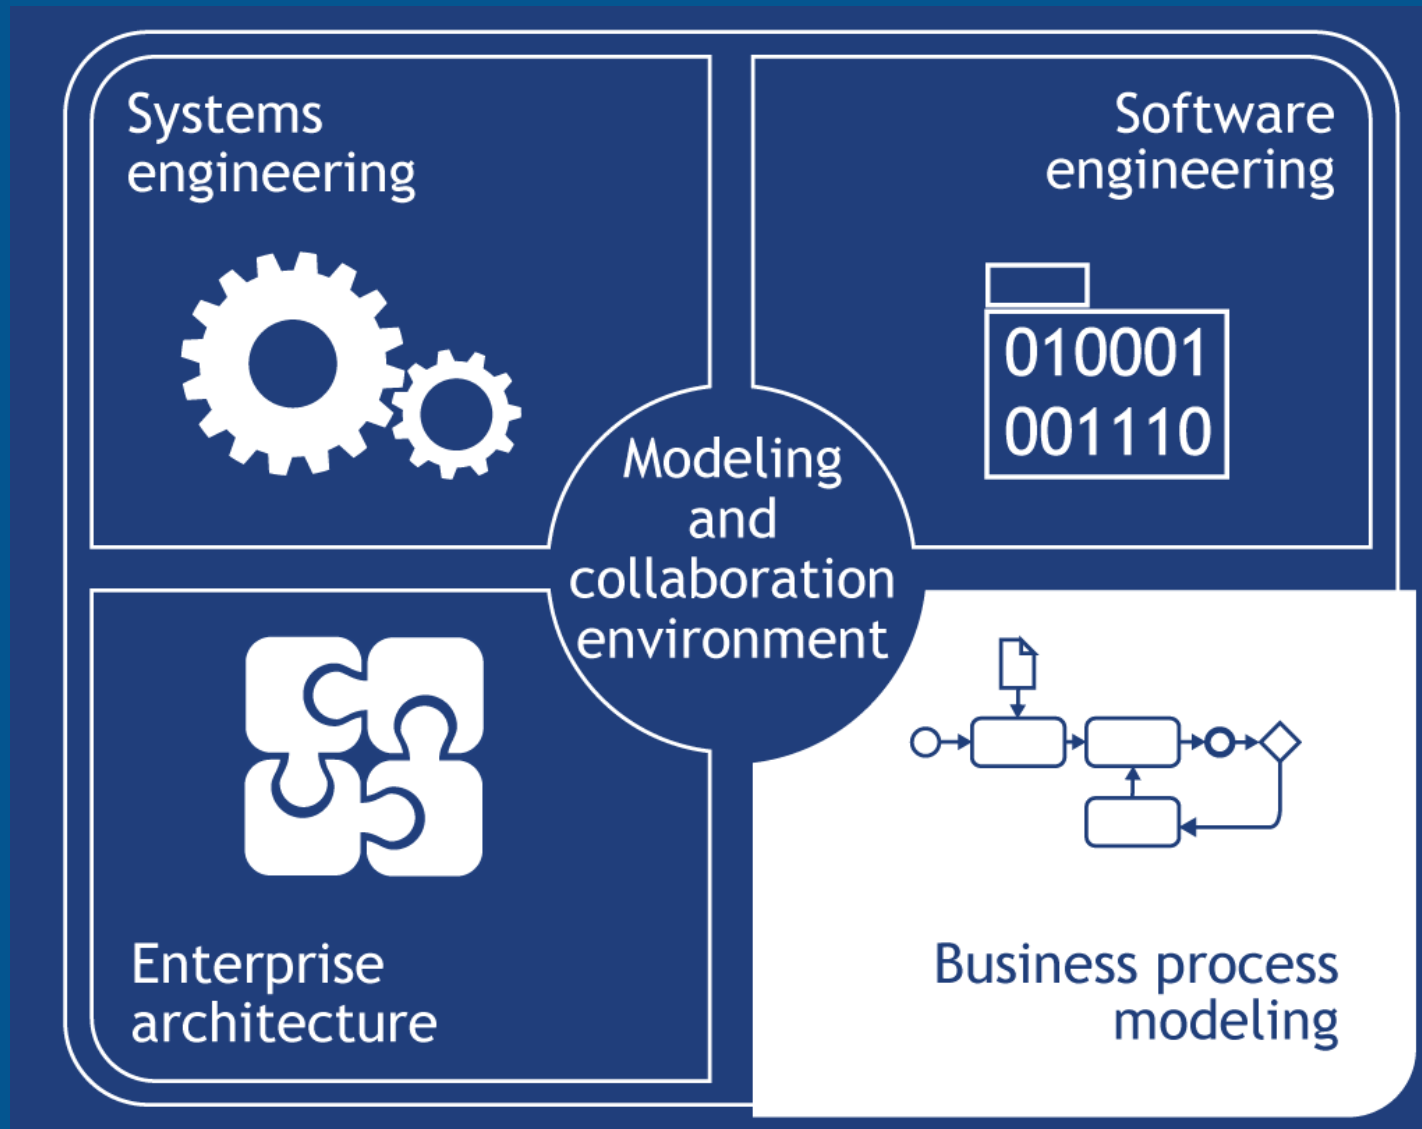 Systems
engineering
Software
engineering
010001
001110
Modeling
and
collaboration
environment
Enterprise
architecture
Business process
modeling